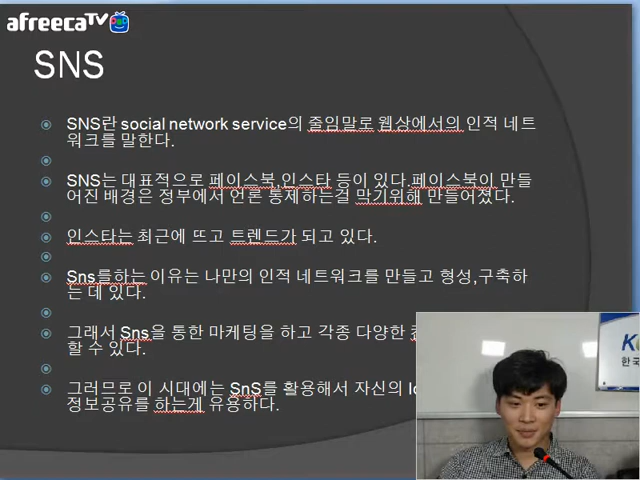 afreecaTV
SNS
SNS란 social network service의 줄임말로 웹상에서의 인적 네트
워크를 말한다.
SNS는 대표적으로 페이스북,인스타 등이 있다.페이스북이 만들
어진 배경은 정부에서 언론 통제하는걸 막기위해 만들어졌다.
인스타는 최근에 뜨고 트렌드가 되고 있다.
Sns를하는 이유는 나만의 인적 네트워크를 만들고 형성,구축하
는 데 있다.
그래서 Sns을 통한 마케팅을 하고 각종 다양한
할 수 있다.
그러므로 이 시대에는 SnS를 활용해서 자신의
정보공유를 하는게 유용하다.
한국